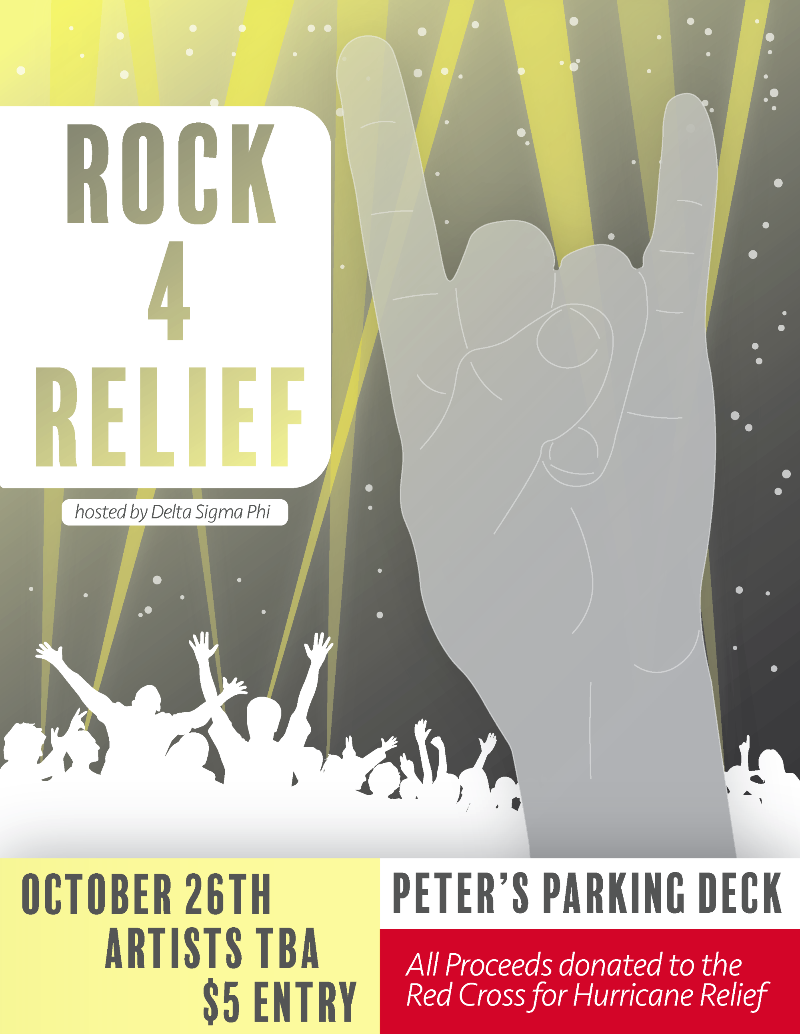 ROCK
4
RELIEF
hosted by Delta Sigma Phi
OCTOBER 26TH
ARTISTS TBA
$5 ENTRY
PETER'S PARKING DECK
All Proceeds donated to the
Red Cross for Hurricane Relief